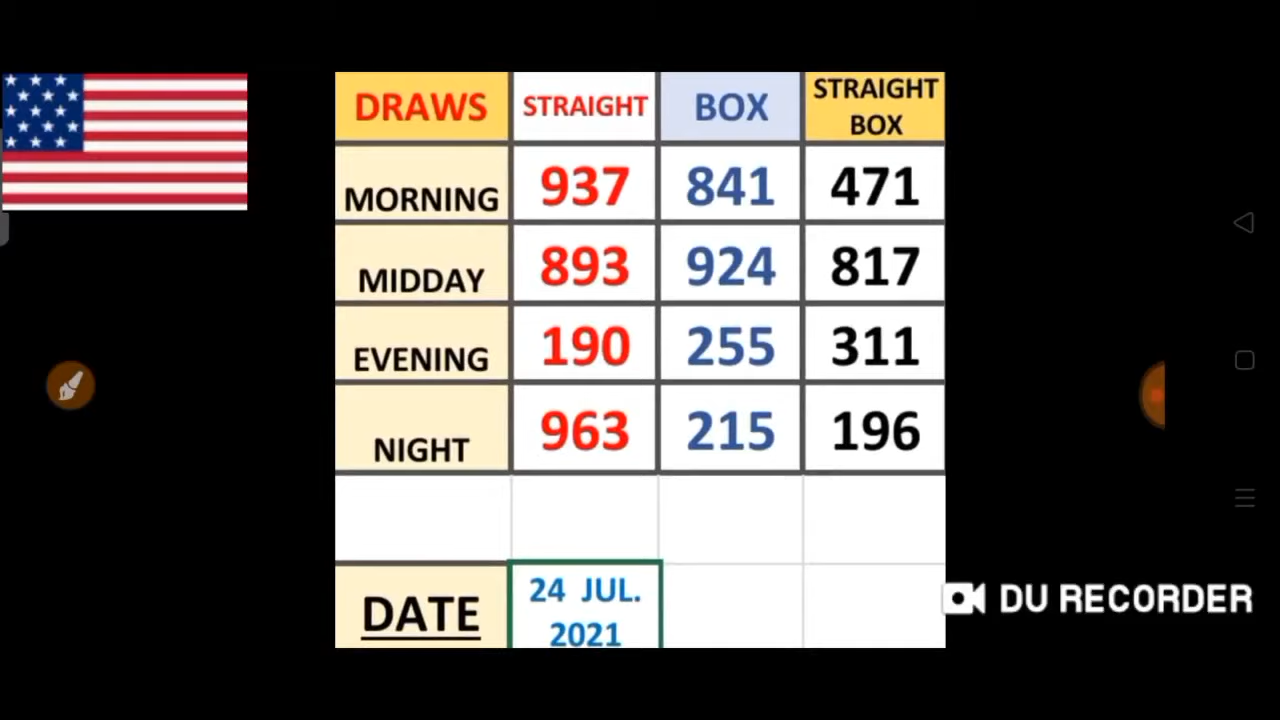 DRAWS STRAIGHT BOX STRAIGHT BOX
MORNING 937 841 471
MIDDAY 893 924 817
EVENING 190 255 311
NIGHT 963 215 196
DATE 24 JUL. 2021
DU RECORDER